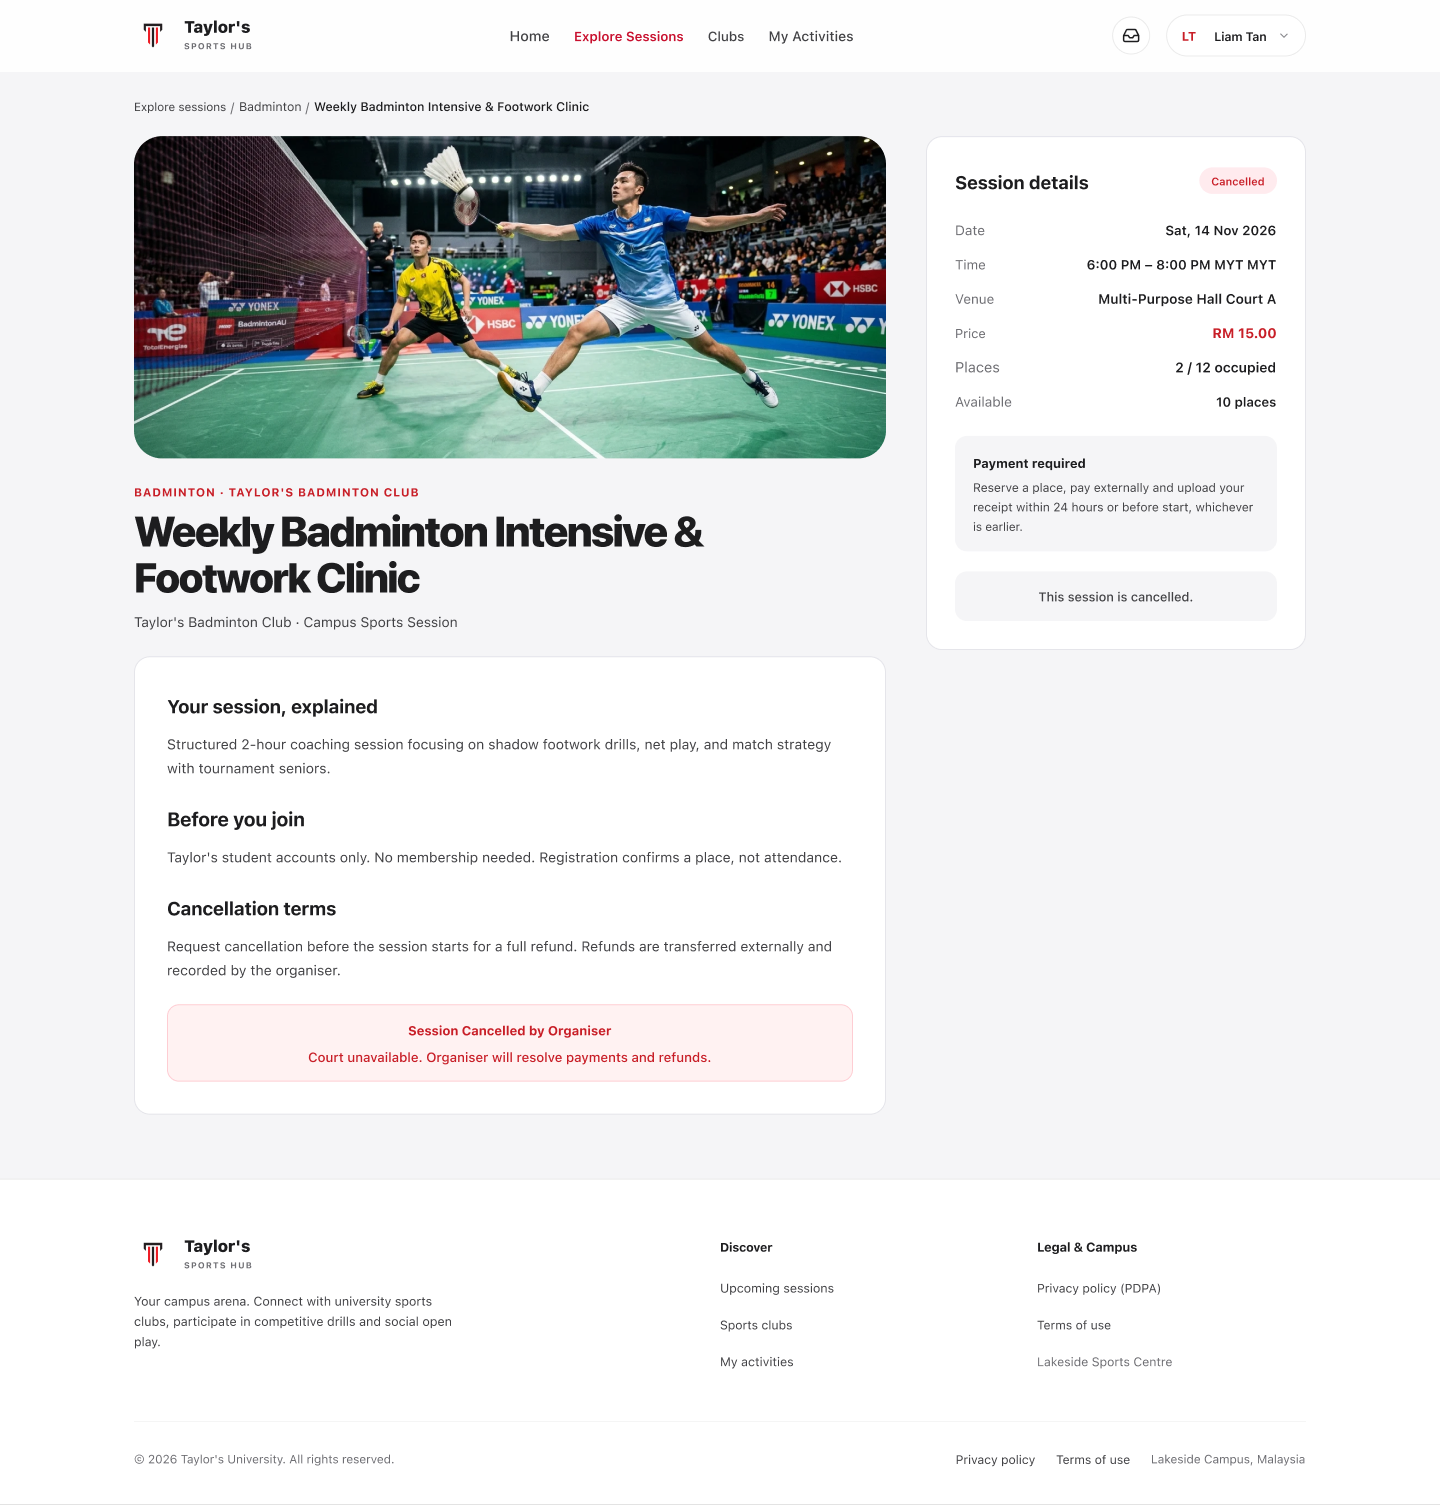 Taylor's
SPORTS HUB
Home
Explore Sessions
Clubs
My Activities
LT
Liam Tan
Explore sessions / Badminton / Weekly Badminton Intensive & Footwork Clinic
YONEX
BadmintonAU
TotalEnergies
YONEX
HSBC
YONEX
YONEX
HSBC
14
7
BADMINTON · TAYLOR'S BADMINTON CLUB
Weekly Badminton Intensive &
Footwork Clinic
Taylor's Badminton Club · Campus Sports Session
Your session, explained
Structured 2-hour coaching session focusing on shadow footwork drills, net play, and match strategy
with tournament seniors.
Before you join
Taylor's student accounts only. No membership needed. Registration confirms a place, not attendance.
Cancellation terms
Request cancellation before the session starts for a full refund. Refunds are transferred externally and
recorded by the organiser.
Session Cancelled by Organiser
Court unavailable. Organiser will resolve payments and refunds.
Session details
Cancelled
Date
Sat, 14 Nov 2026
Time
6:00 PM – 8:00 PM MYT MYT
Venue
Multi-Purpose Hall Court A
Price
RM 15.00
Places
2 / 12 occupied
Available
10 places
Payment required
Reserve a place, pay externally and upload your
receipt within 24 hours or before start, whichever
is earlier.
This session is cancelled.
Taylor's
SPORTS HUB
Your campus arena. Connect with university sports
clubs, participate in competitive drills and social open
play.
Discover
Upcoming sessions
Sports clubs
My activities
Legal & Campus
Privacy policy (PDPA)
Terms of use
Lakeside Sports Centre
© 2026 Taylor's University. All rights reserved.
Privacy policy
Terms of use
Lakeside Campus, Malaysia